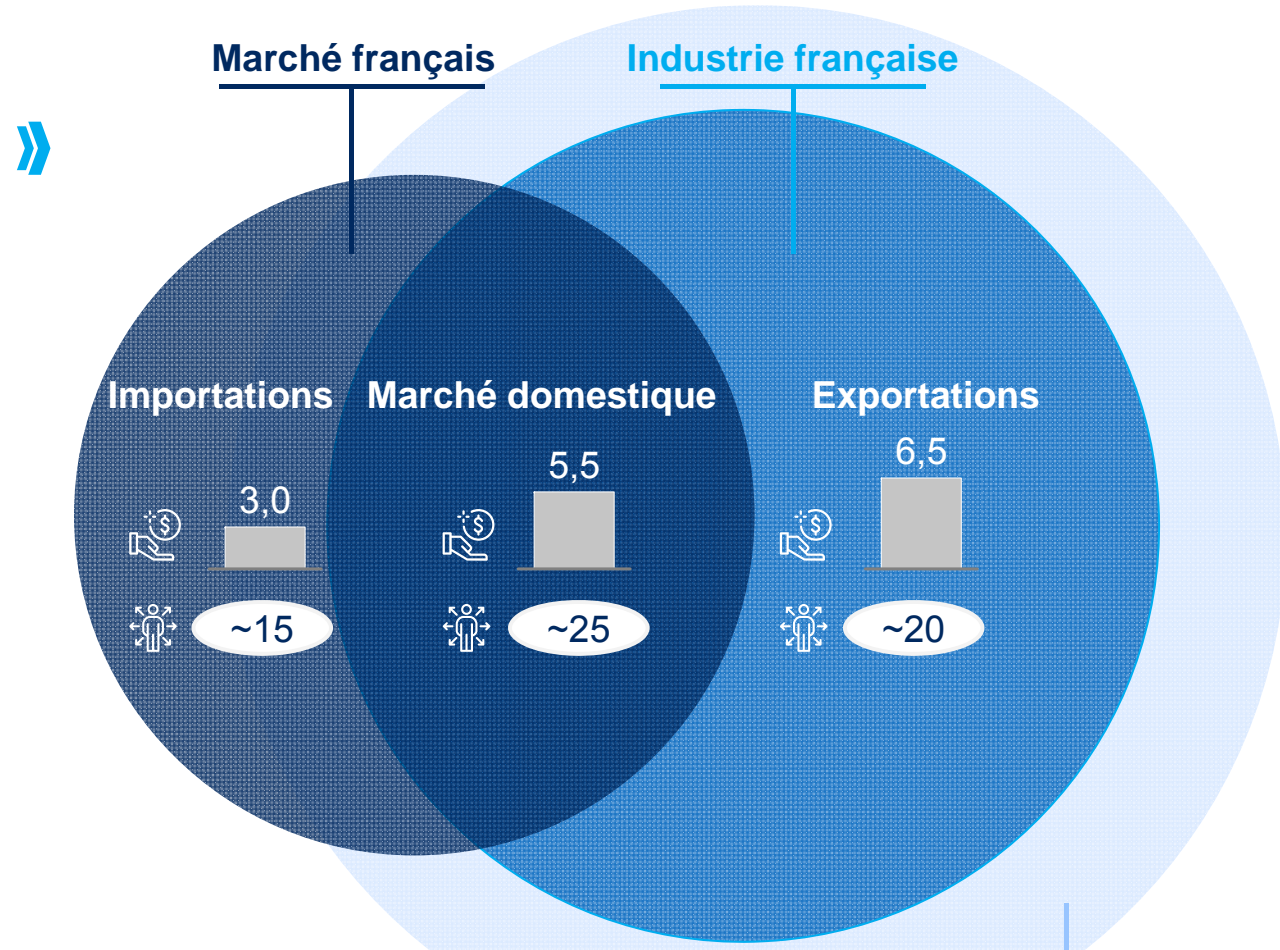 Marché français
Industrie française
Importations
Marché domestique
Exportations
3,0
5,5
6,5
~15
~25
~20